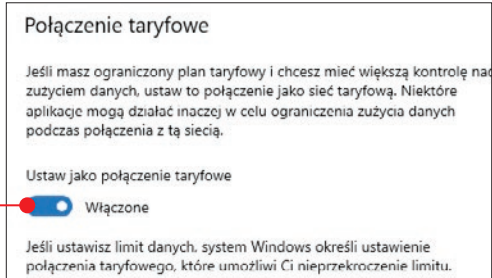 Połączenie taryfowe
Jeśli masz ograniczony plan taryfowy i chcesz mieć większą kontrolę nad
zużyciem danych, ustaw to połączenie jako sieć taryfową. Niektóre
aplikacje mogą działać inaczej w celu ograniczenia zużycia danych
podczas połączenia z tą siecią.
Ustaw jako połączenie taryfowe
Włączone
Jeśli ustawisz limit danych, system Windows określi ustawienie
połączenia taryfowego, które umożliwi Ci nieprzekroczenie limitu.